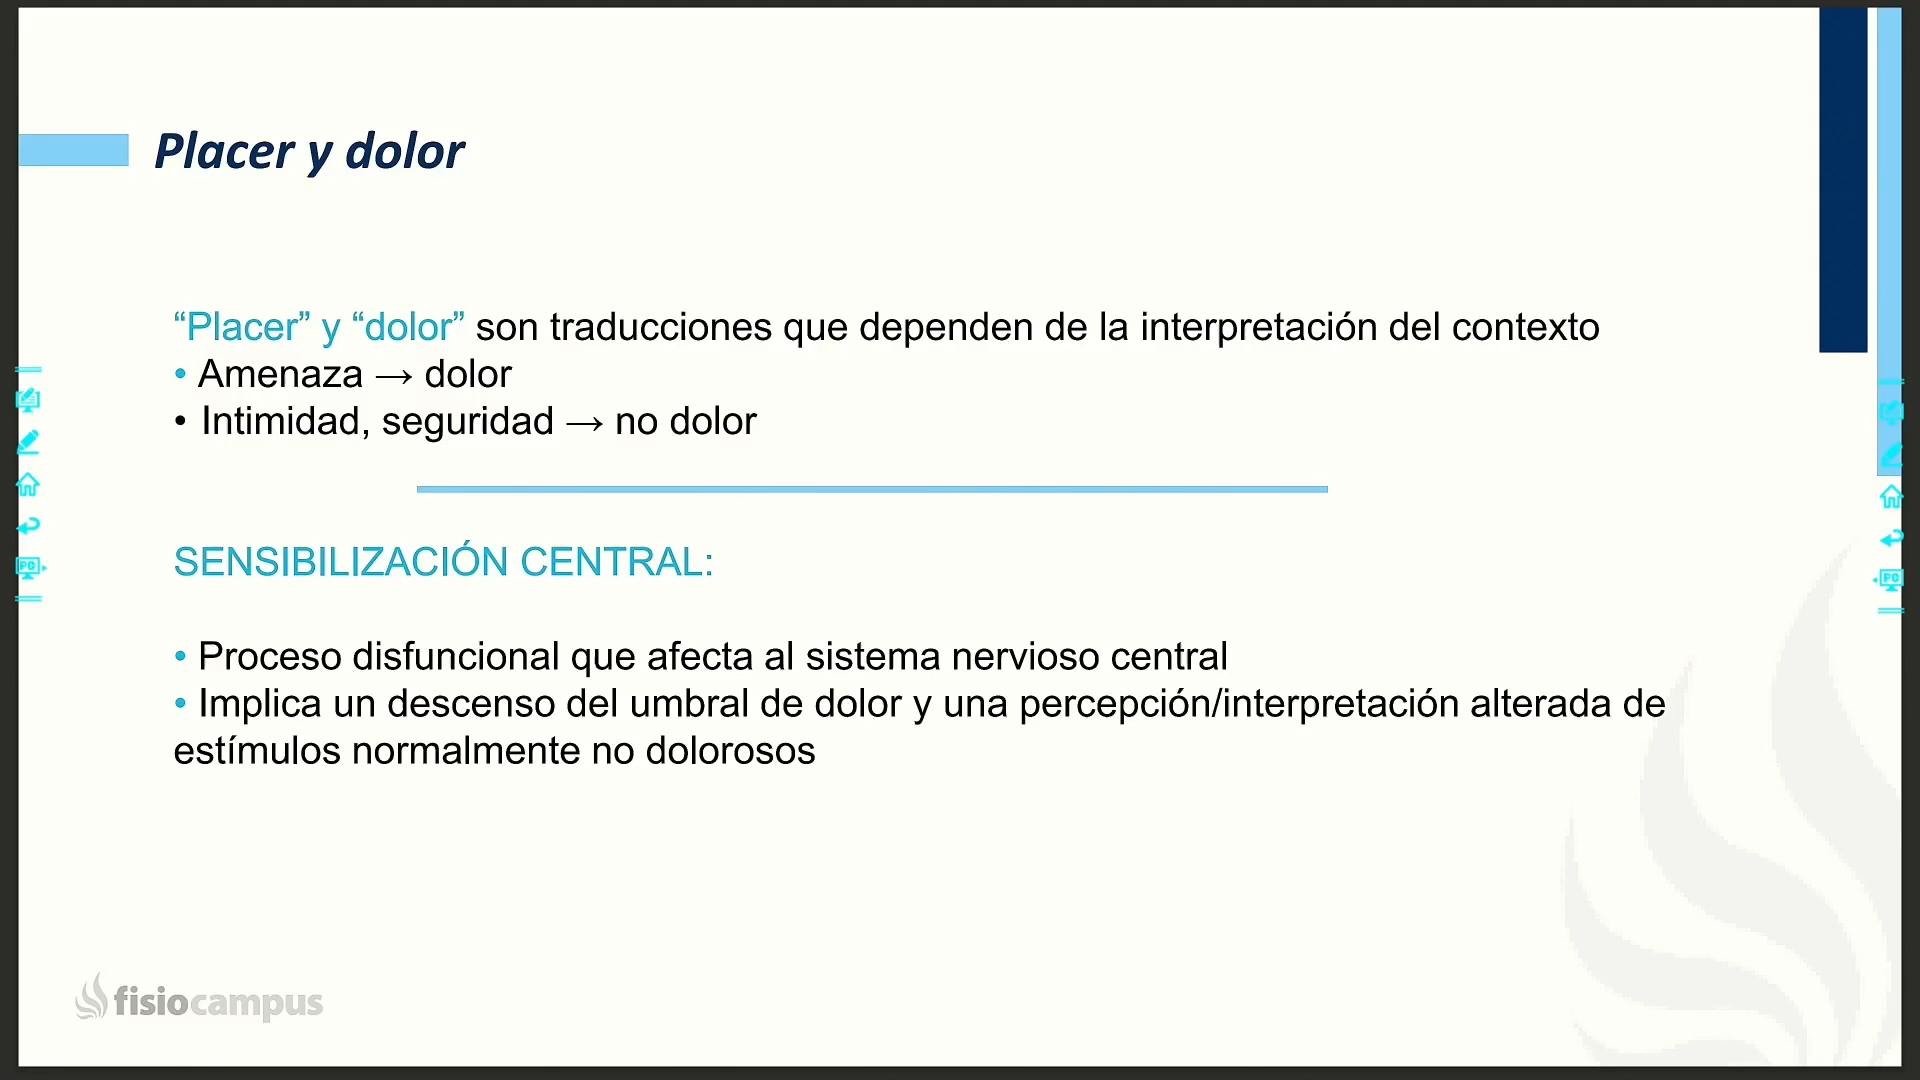 Placer y dolor
“Placer” y “dolor” son traducciones que dependen de la interpretación del contexto
• Amenaza → dolor
• Intimidad, seguridad → no dolor
SENSIBILIZACIÓN CENTRAL:
• Proceso disfuncional que afecta al sistema nervioso central
• Implica un descenso del umbral de dolor y una percepción/interpretación alterada de
estímulos normalmente no dolorosos
fisiocampus
PC
PC